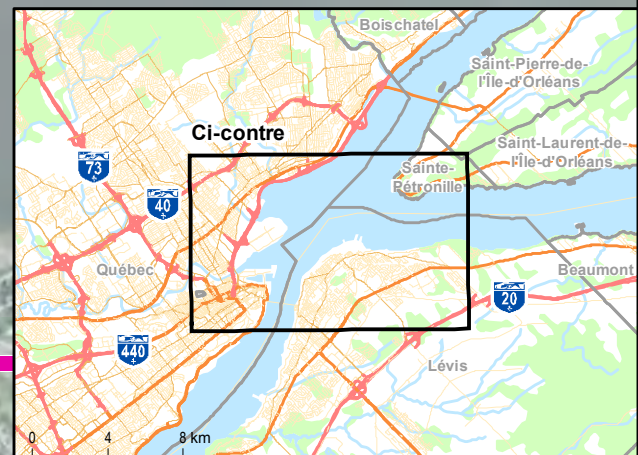 Boischatel
Saint-Pierre-de-
l'Île-d'Orléans
Ci-contre
Saint-Laurent-de-
l'Île-d'Orléans
73
Sainte-
Pétronille
40
Québec
Beaumont
20
440
Lévis
0 4 8 km